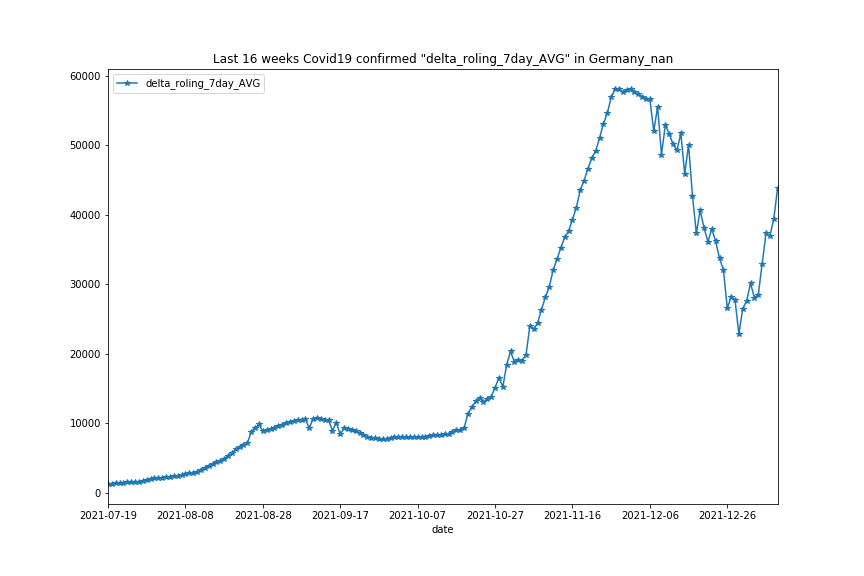 Last 16 weeks Covid19 confirmed "delta_roling_7day_AVG" in Germany_nan
delta_roling_7day_AVG
60000
50000
40000
30000
20000
10000
0
2021-07-19 2021-08-08 2021-08-28 2021-09-17 2021-10-07 2021-10-27 2021-11-16 2021-12-06 2021-12-26
date